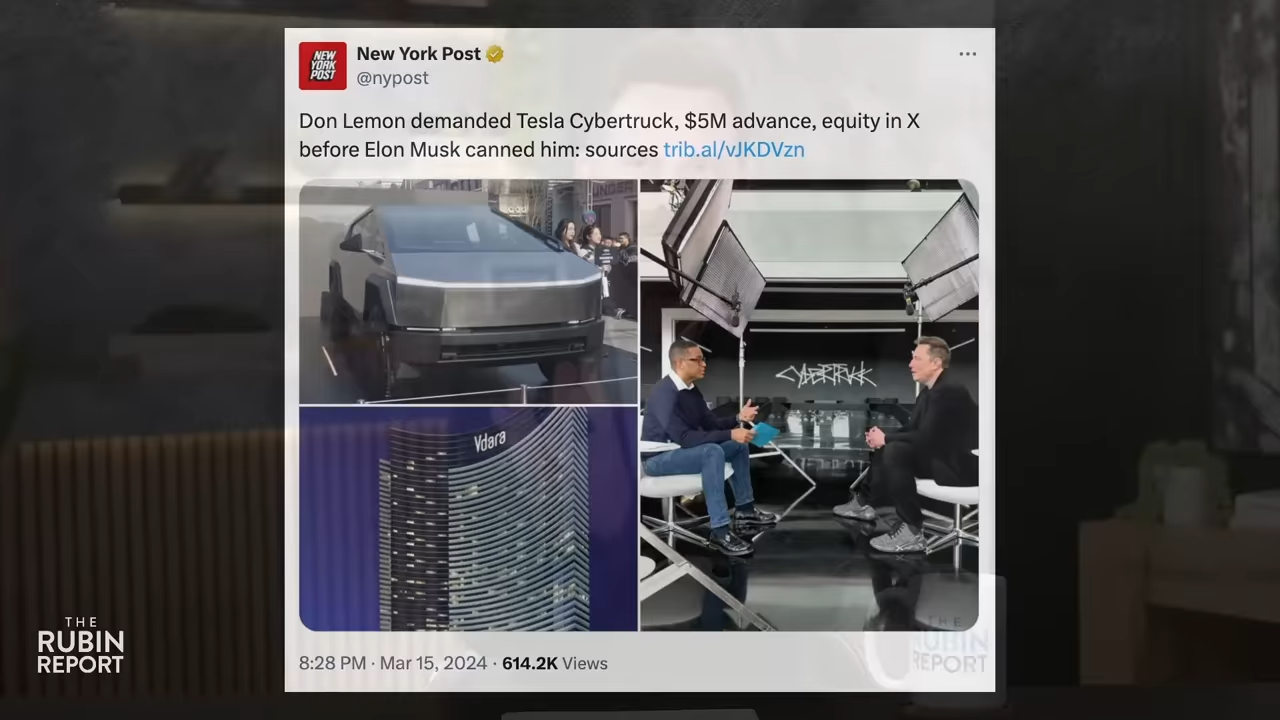 NEW
YORK
POST
New York Post
@nypost
Don Lemon demanded Tesla Cybertruck, $5M advance, equity in X
before Elon Musk canned him: sources trib.al/vJKDVzn
UNDER
Vdara
CYBERTRUCK
8:28 PM · Mar 15, 2024 · 614.2K Views
THE
RUBIN
REPORT
THE
RUBIN
REPORT